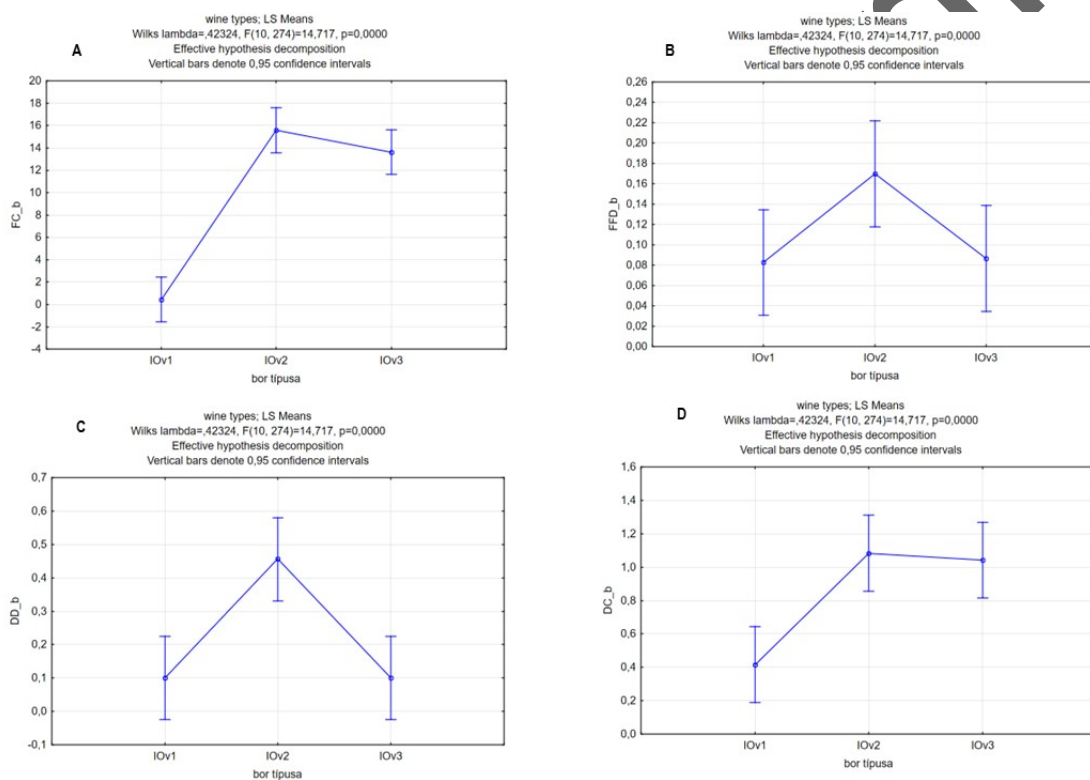 A
wine types; LS Means
Wilks lambda=,42324, F(10, 274)=14,717, p=0,0000
Effective hypothesis decomposition
Vertical bars denote 0,95 confidence intervals
20
18
16
14
12
10
8
6
4
2
0
-2
-4
FC_b
IOv1 IOv2 IOv3
bor típusa
B
wine types; LS Means
Wilks lambda=,42324, F(10, 274)=14,717, p=0,0000
Effective hypothesis decomposition
Vertical bars denote 0,95 confidence intervals
0,26
0,24
0,22
0,20
0,18
0,16
0,14
0,12
0,10
0,08
0,06
0,04
0,02
0,00
FFD_b
IOv1 IOv2 IOv3
bor típusa
C
wine types; LS Means
Wilks lambda=,42324, F(10, 274)=14,717, p=0,0000
Effective hypothesis decomposition
Vertical bars denote 0,95 confidence intervals
0,7
0,6
0,5
0,4
0,3
0,2
0,1
0,0
-0,1
DD_b
IOv1 IOv2 IOv3
bor típusa
D
wine types; LS Means
Wilks lambda=,42324, F(10, 274)=14,717, p=0,0000
Effective hypothesis decomposition
Vertical bars denote 0,95 confidence intervals
1,6
1,4
1,2
1,0
0,8
0,6
0,4
0,2
0,0
DC_b
IOv1 IOv2 IOv3
bor típusa